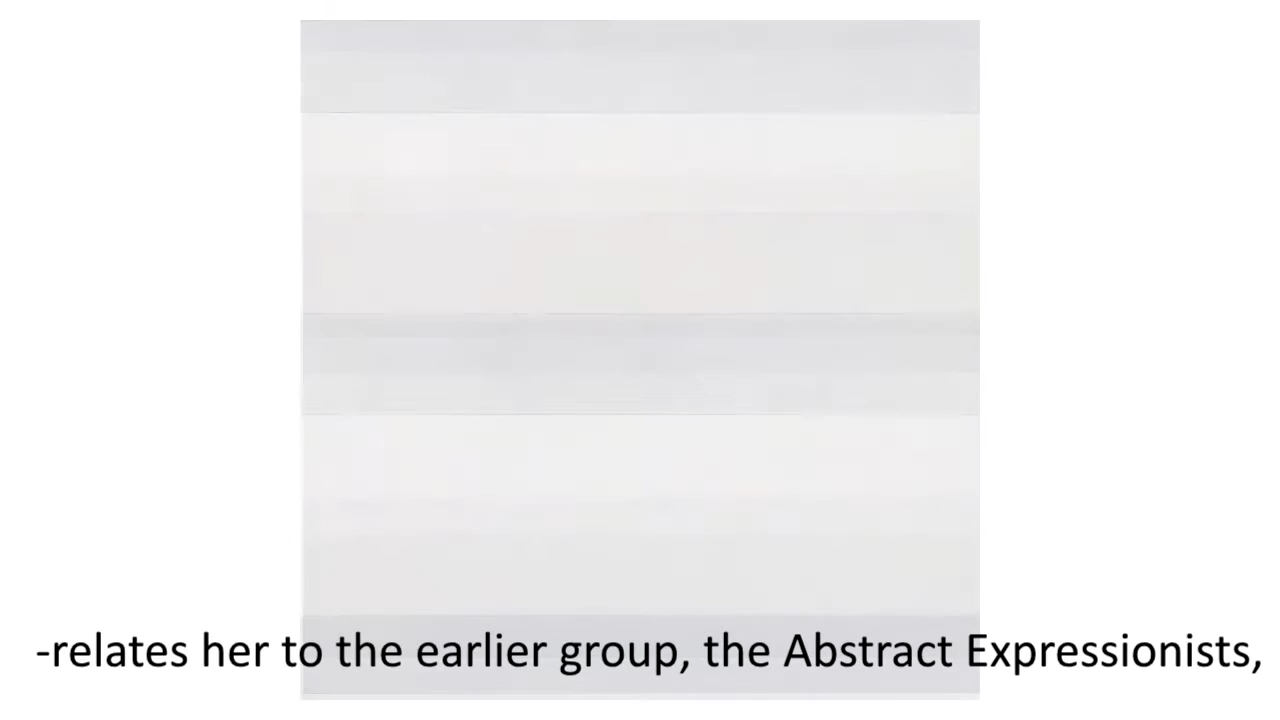 -relates her to the earlier group, the Abstract Expressionists,